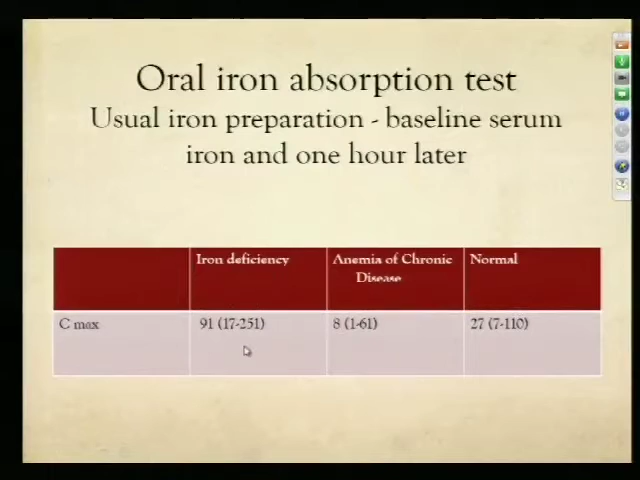 Oral iron absorption test
Usual iron preparation - baseline serum
iron and one hour later
Iron deficiency
Anemia of Chronic
Disease
Normal
C max
91 (17-251)
8 (1-61)
27 (7-110)